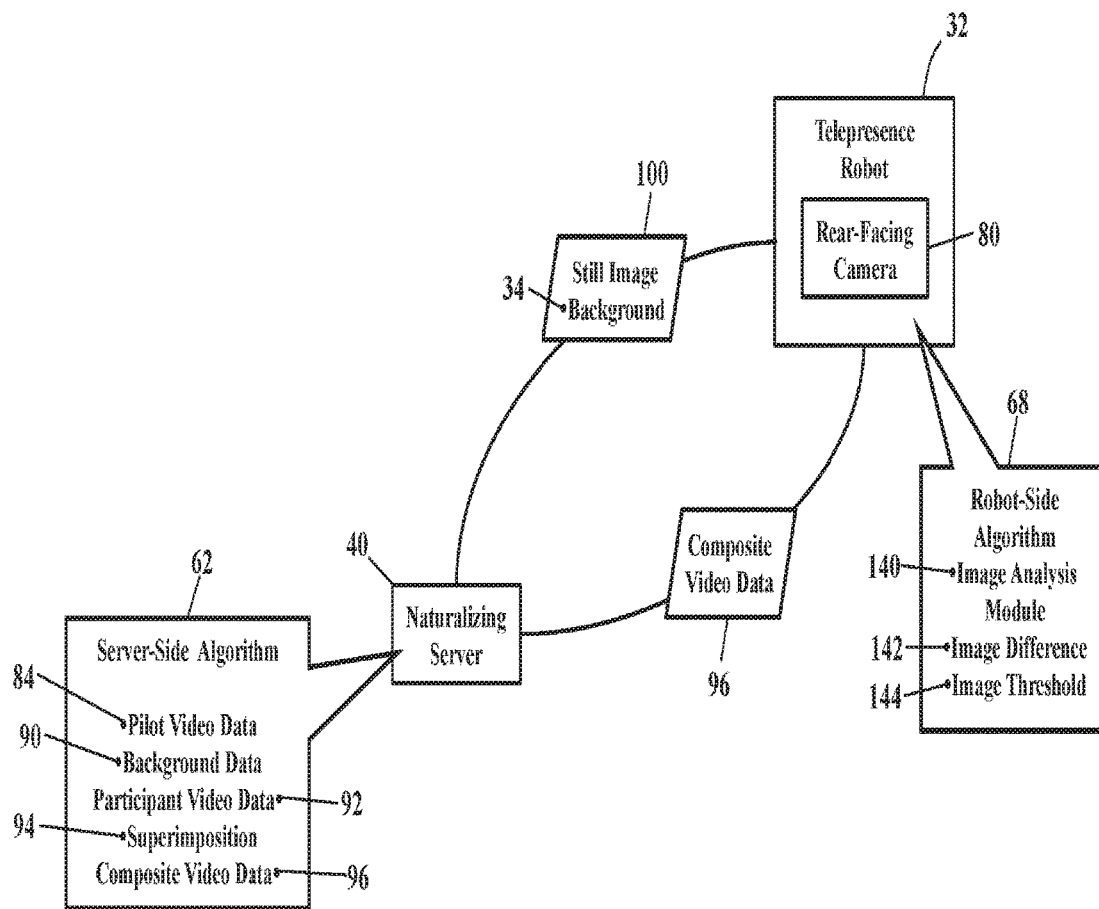 32
Telepresence
Robot
Rear-Facing
Camera
80
100
Still Image
34
Background
68
Robot-Side
Algorithm
140
Image Analysis
Module
142
Image Difference
144
Image Threshold
Composite
Video Data
96
40
Naturalizing
Server
62
Server-Side Algorithm
84
Pilot Video Data
90
Background Data
Participant Video Data
92
94
Superimposition
Composite Video Data
96